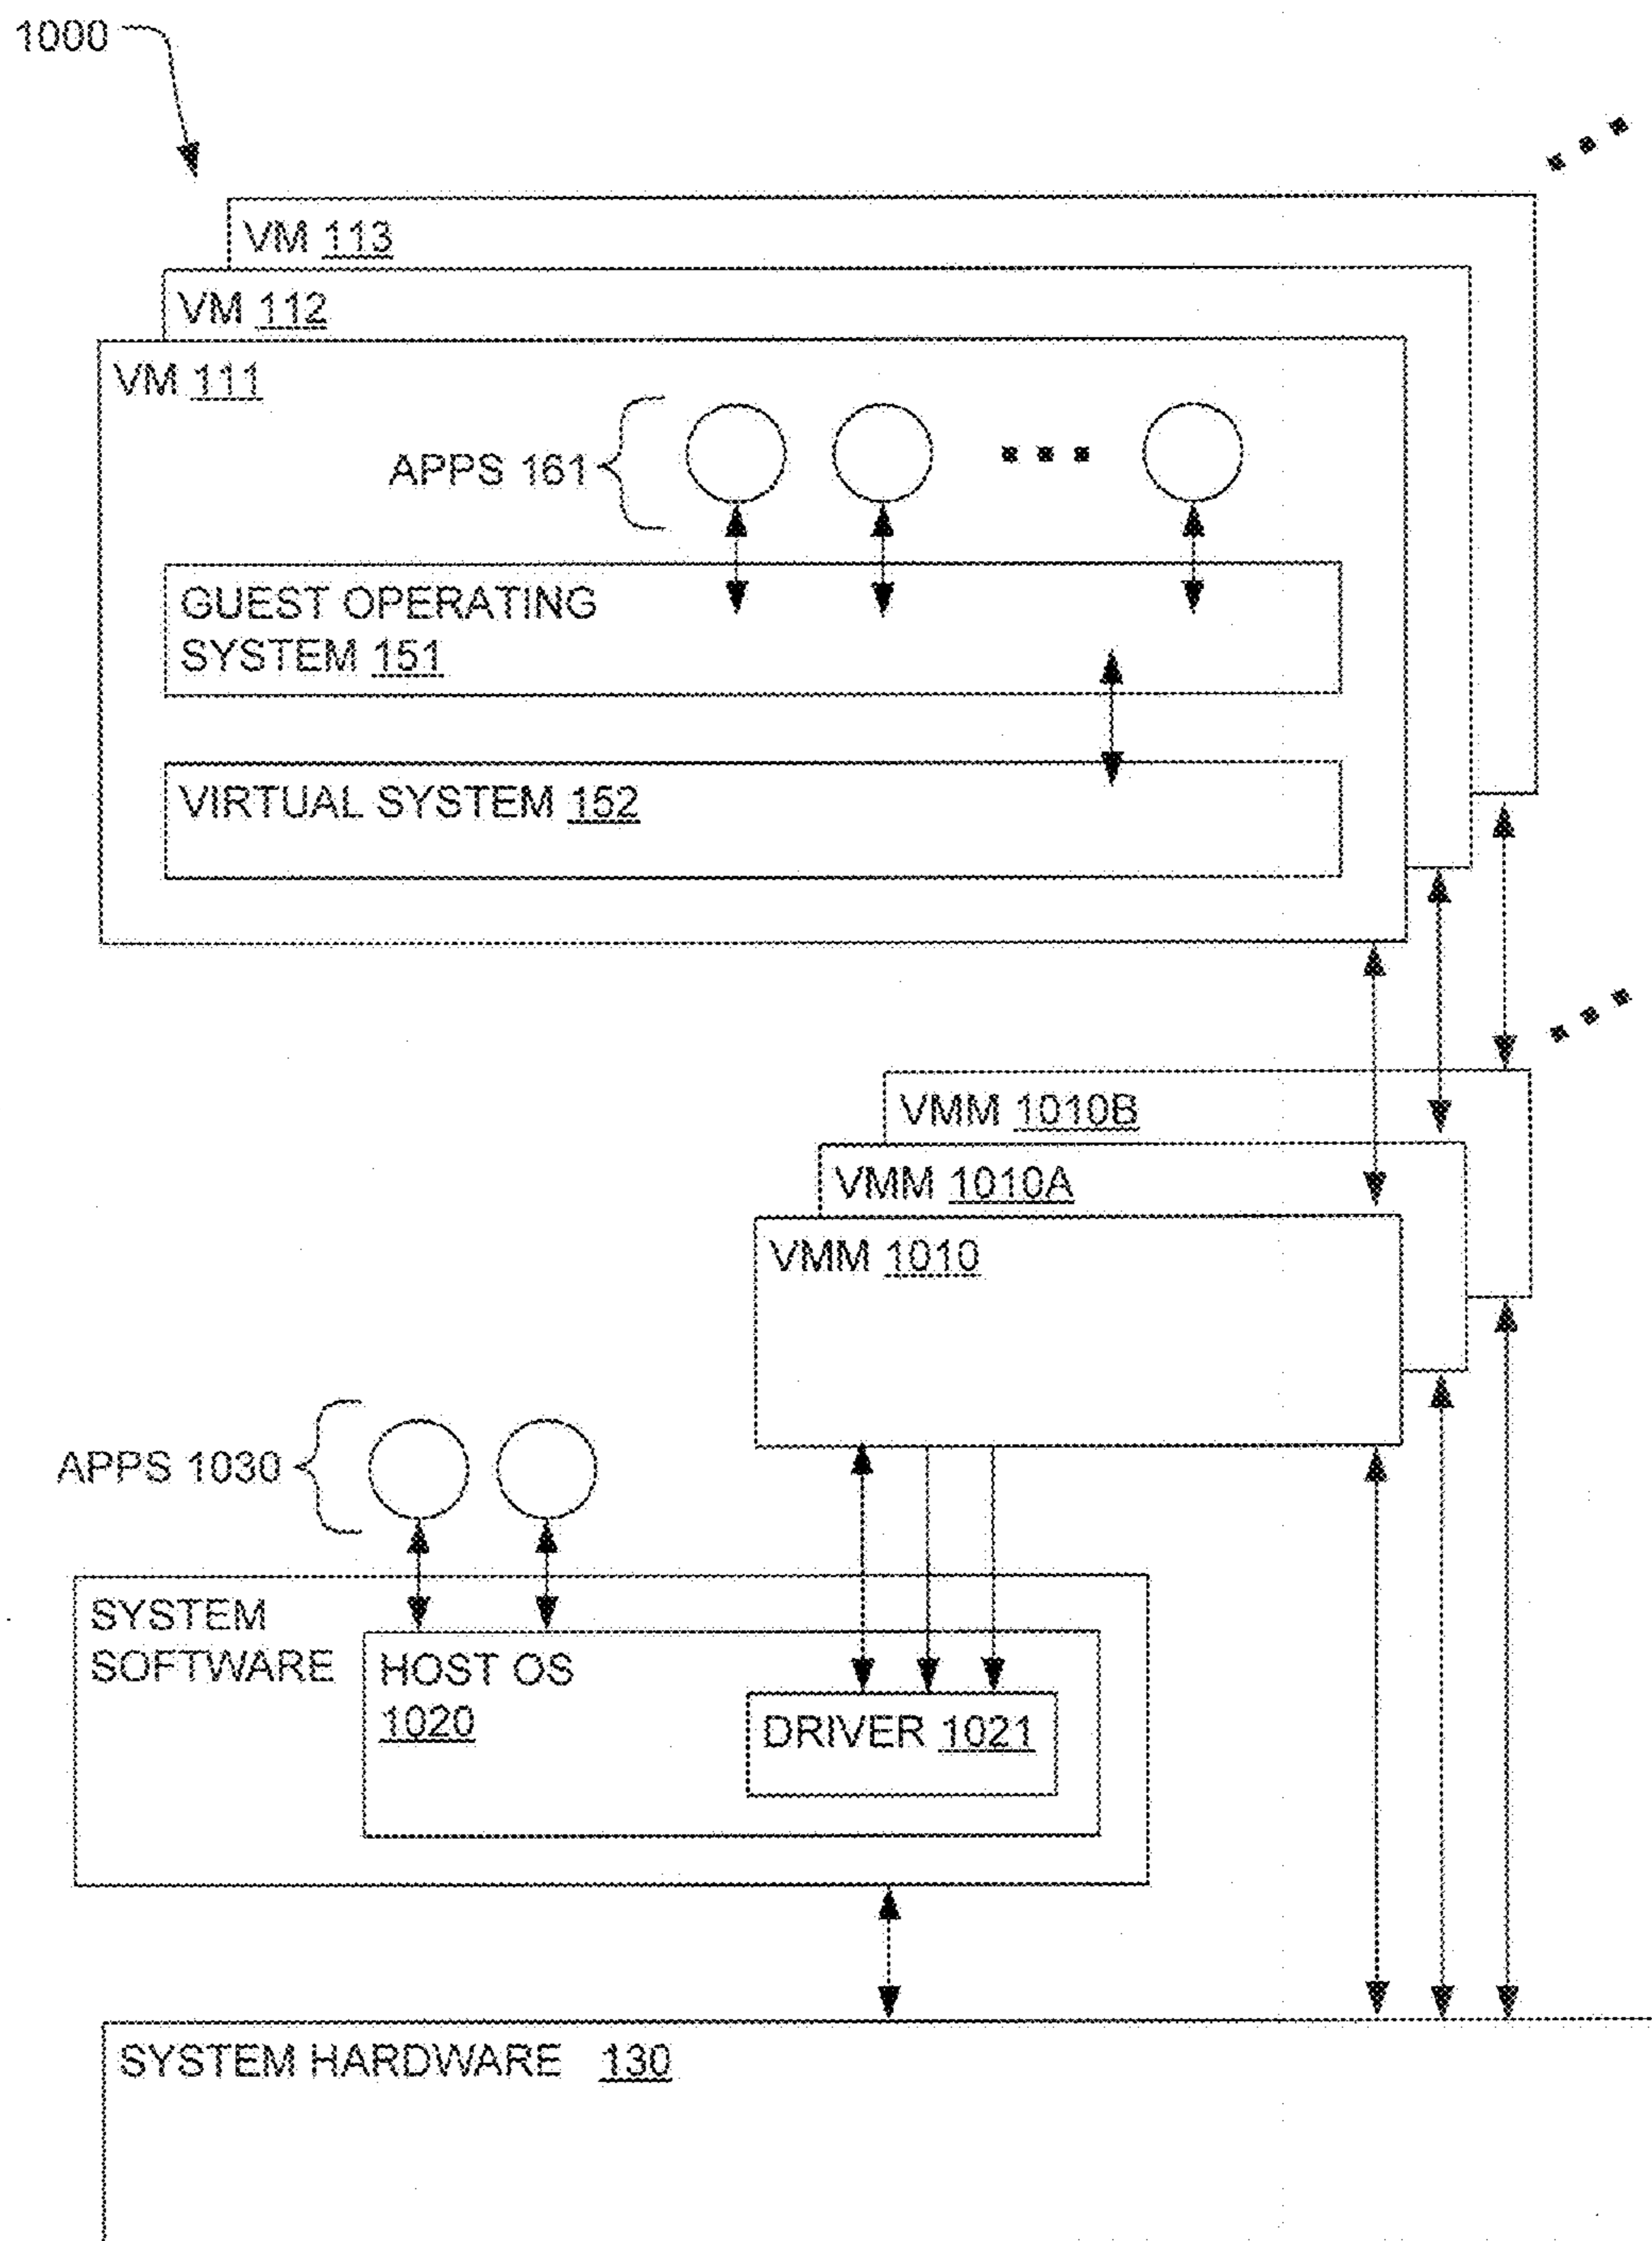 1000
VM 113
VM 112
VM 111
APPS 161
GUEST OPERATING
SYSTEM 151
VIRTUAL SYSTEM 152
VMM 1010B
VMM 1010A
VMM 1010
APPS 1030
SYSTEM
SOFTWARE
HOST OS
1020
DRIVER 1021
SYSTEM HARDWARE 130